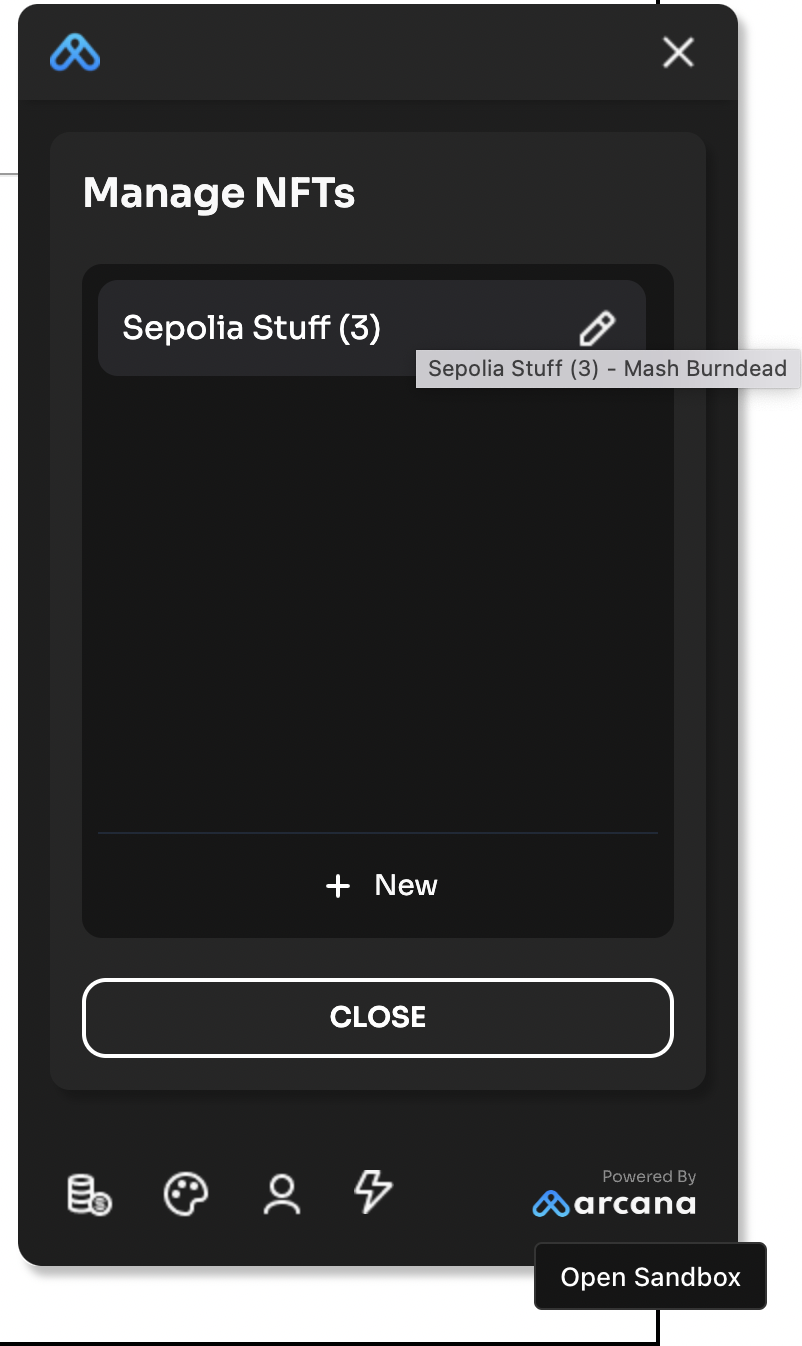 Manage NFTs
Sepolia Stuff (3)
Sepolia Stuff (3) - Mash Burndead
+ New
CLOSE
Powered By
arcana
Open Sandbox